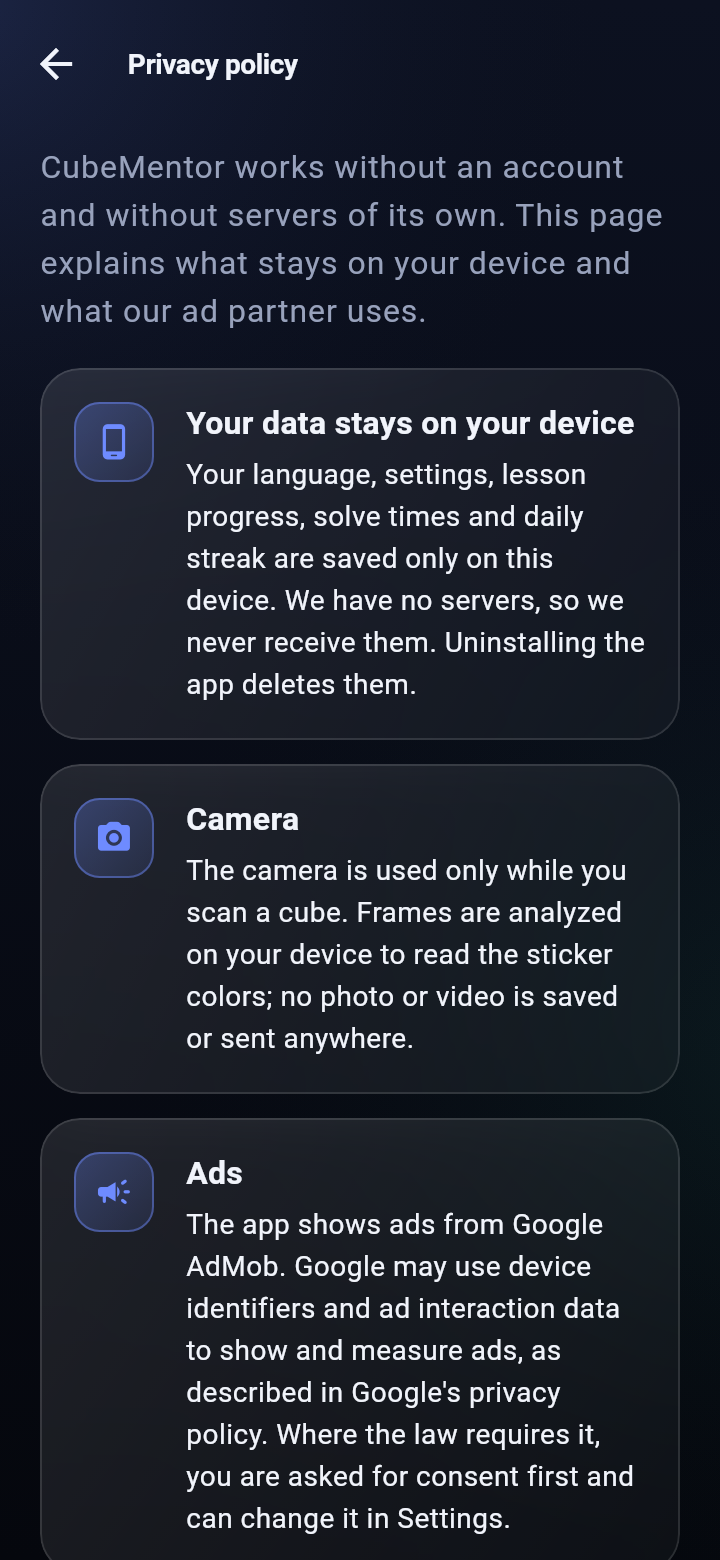 Privacy policy
CubeMentor works without an account
and without servers of its own. This page
explains what stays on your device and
what our ad partner uses.
Your data stays on your device
Your language, settings, lesson
progress, solve times and daily
streak are saved only on this
device. We have no servers, so we
never receive them. Uninstalling the
app deletes them.
Camera
The camera is used only while you
scan a cube. Frames are analyzed
on your device to read the sticker
colors; no photo or video is saved
or sent anywhere.
Ads
The app shows ads from Google
AdMob. Google may use device
identifiers and ad interaction data
to show and measure ads, as
described in Google's privacy
policy. Where the law requires it,
you are asked for consent first and
can change it in Settings.